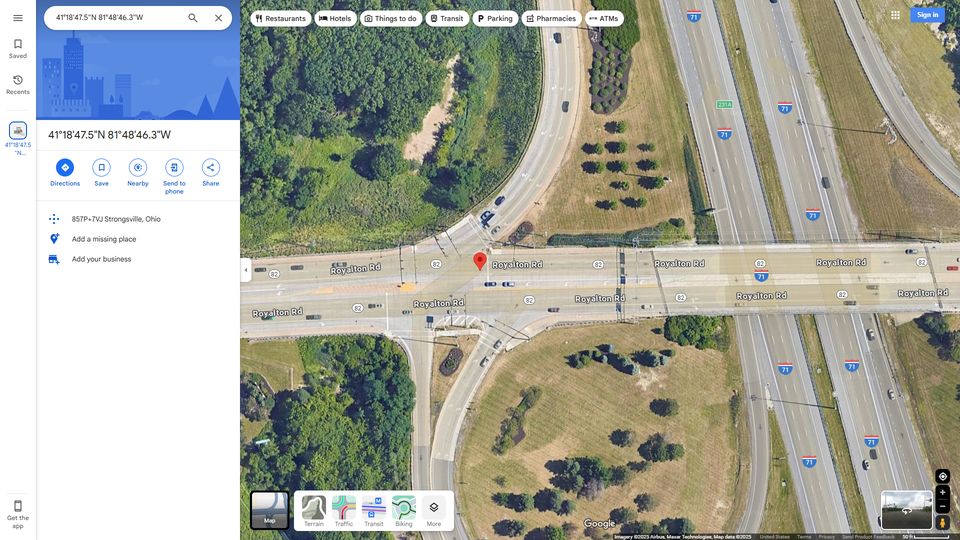 41°18'47.5"N 81°48'46.3"W
Restaurants
Hotels
Things to do
Transit
Parking
Pharmacies
ATMs
Sign in
Saved
Recents
41°18'47.5
"N...
41°18'47.5"N 81°48'46.3"W
Directions
Save
Nearby
Send to
phone
Share
857P+7VJ Strongsville, Ohio
Add a missing place
Add your business
71
71
231A
71
71
71
82
Royalton Rd
82
Royalton Rd
82
Royalton Rd
82
Royalton Rd
71
Royalton Rd
82
Royalton Rd
82
Royalton Rd
82
Royalton Rd
82
Royalton Rd
71
71
71
71
Get the
app
Map
Terrain
Traffic
Transit
Biking
More
Google
Imagery ©2025 Airbus, Maxar Technologies, Map data ©2025
United States
Terms
Privacy
Send Product Feedback
50 ft